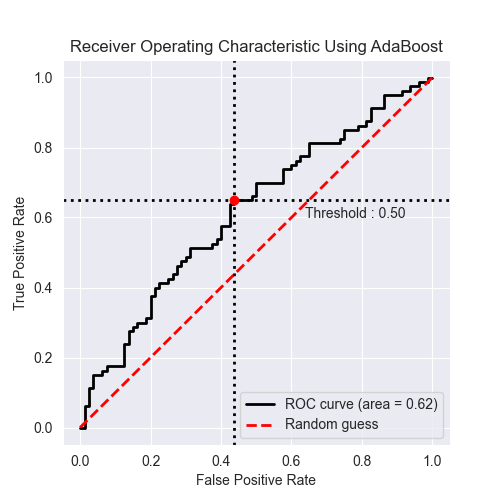 Receiver Operating Characteristic Using AdaBoost
True Positive Rate
1.0
0.8
0.6
0.4
0.2
0.0
Threshold : 0.50
ROC curve (area = 0.62)
Random guess
0.0 0.2 0.4 0.6 0.8 1.0
False Positive Rate